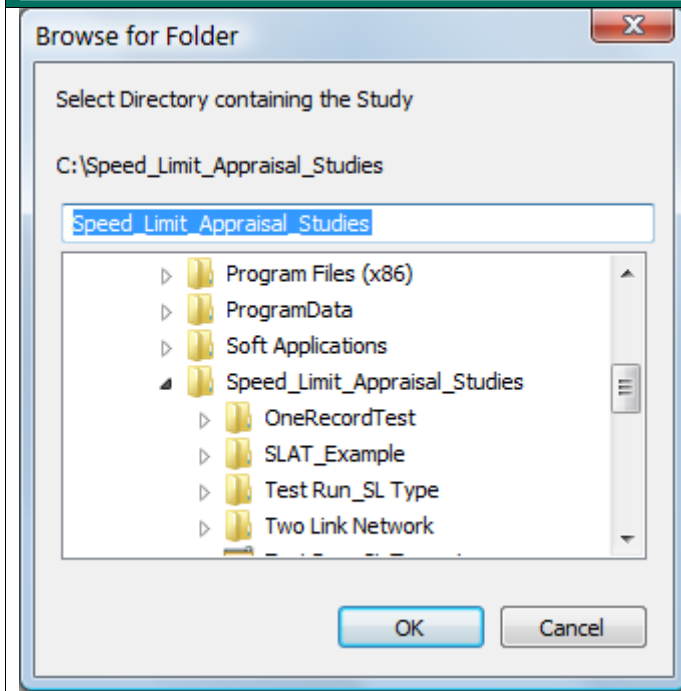 Browse for Folder
Select Directory containing the Study
C:\Speed_Limit_Appraisal_Studies
Speed_Limit_Appraisal_Studies
Program Files (x86)
ProgramData
Soft Applications
Speed_Limit_Appraisal_Studies
OneRecordTest
SLAT_Example
Test Run_SL Type
Two Link Network
OK Cancel